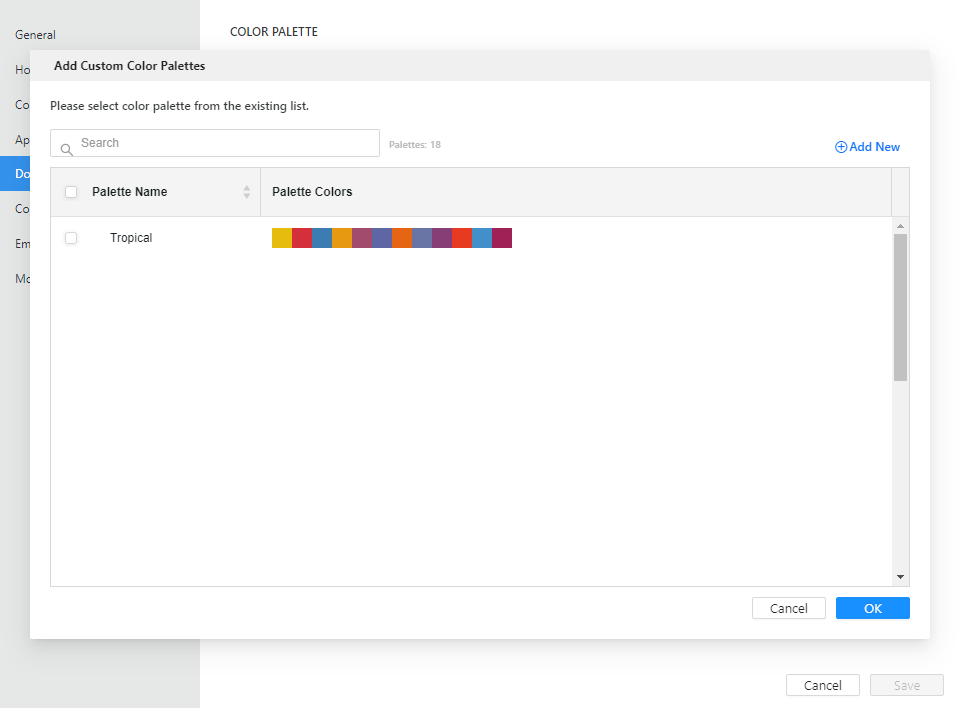 General
COLOR PALETTE
Ho
Add Custom Color Palettes
Co
Please select color palette from the existing list.
Ap
Search
Palettes: 18
Add New
Do
Palette Name
Palette Colors
Co
Em
Tropical
Mo
Cancel
OK
Cancel
Save